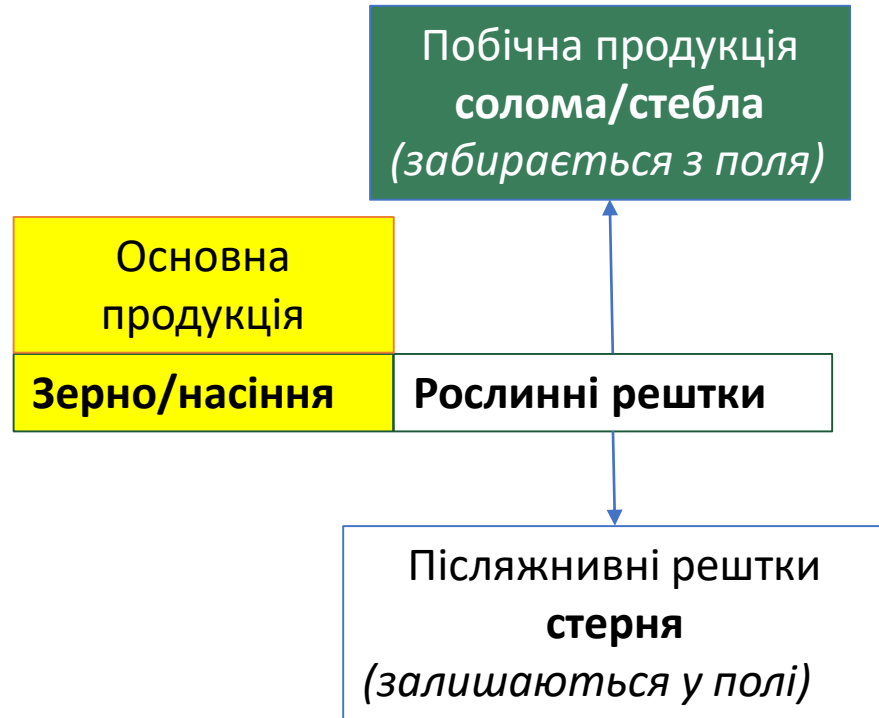 Побічна продукція
солома/стебла
(забирається з поля)
Основна
продукція
Зерно/насіння
Рослинні рештки
Післяжнивні рештки
стерня
(залишаються у полі)